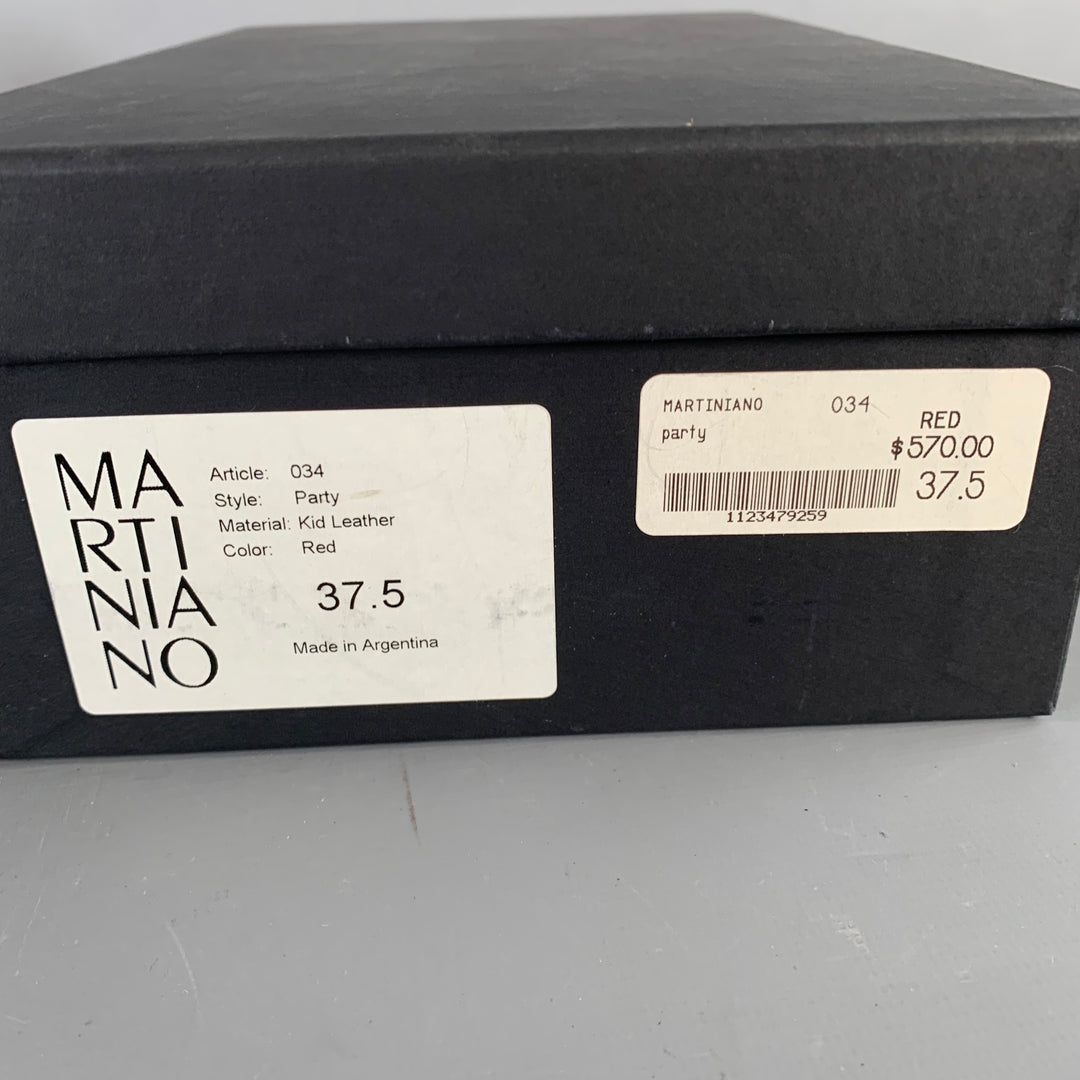 MA
RTI
NIA
NO
Article: 034
Style: Party
Material: Kid Leather
Color: Red
37.5
Made in Argentina
MARTINIANO 034
party
RED
$570.00
37.5
1123479259